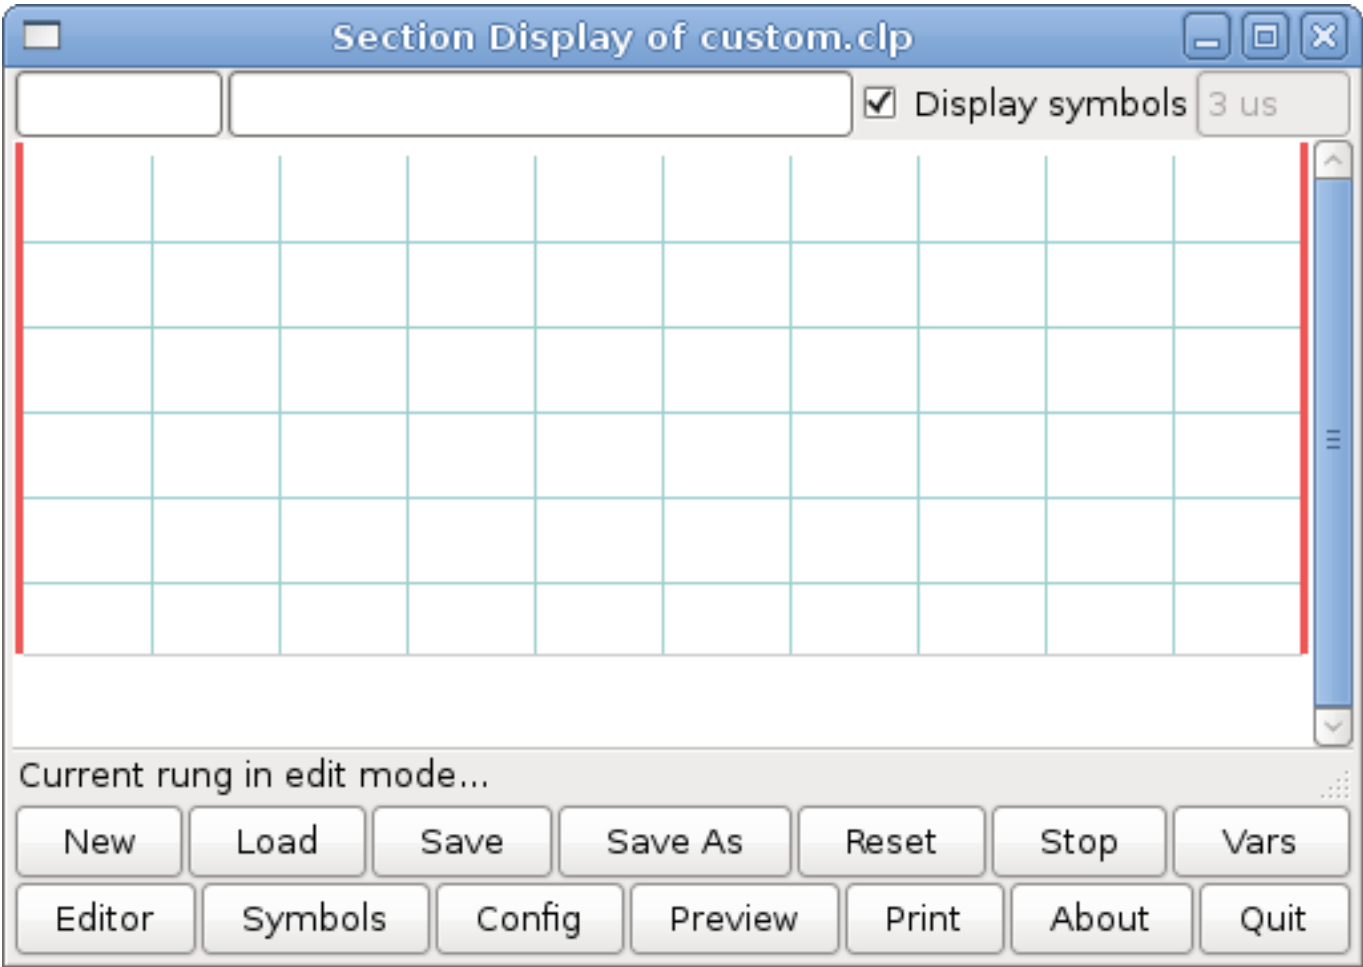 Section Display of custom.clp
Display symbols 3 us
Current rung in edit mode...
New Load Save Save As Reset Stop Vars
Editor Symbols Config Preview Print About Quit